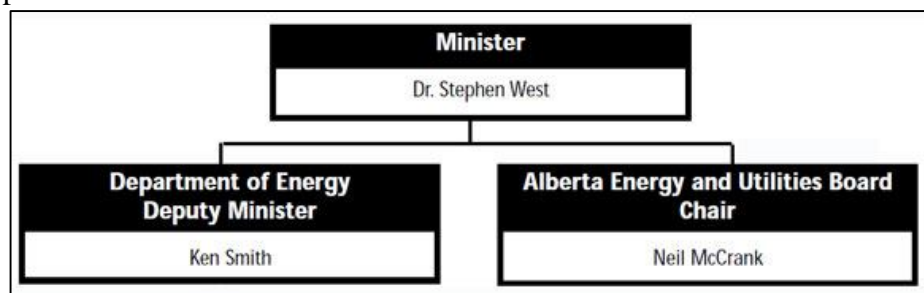 Minister
Dr. Stephen West
Department of Energy
Deputy Minister
Ken Smith
Alberta Energy and Utilities Board
Chair
Neil McCrank